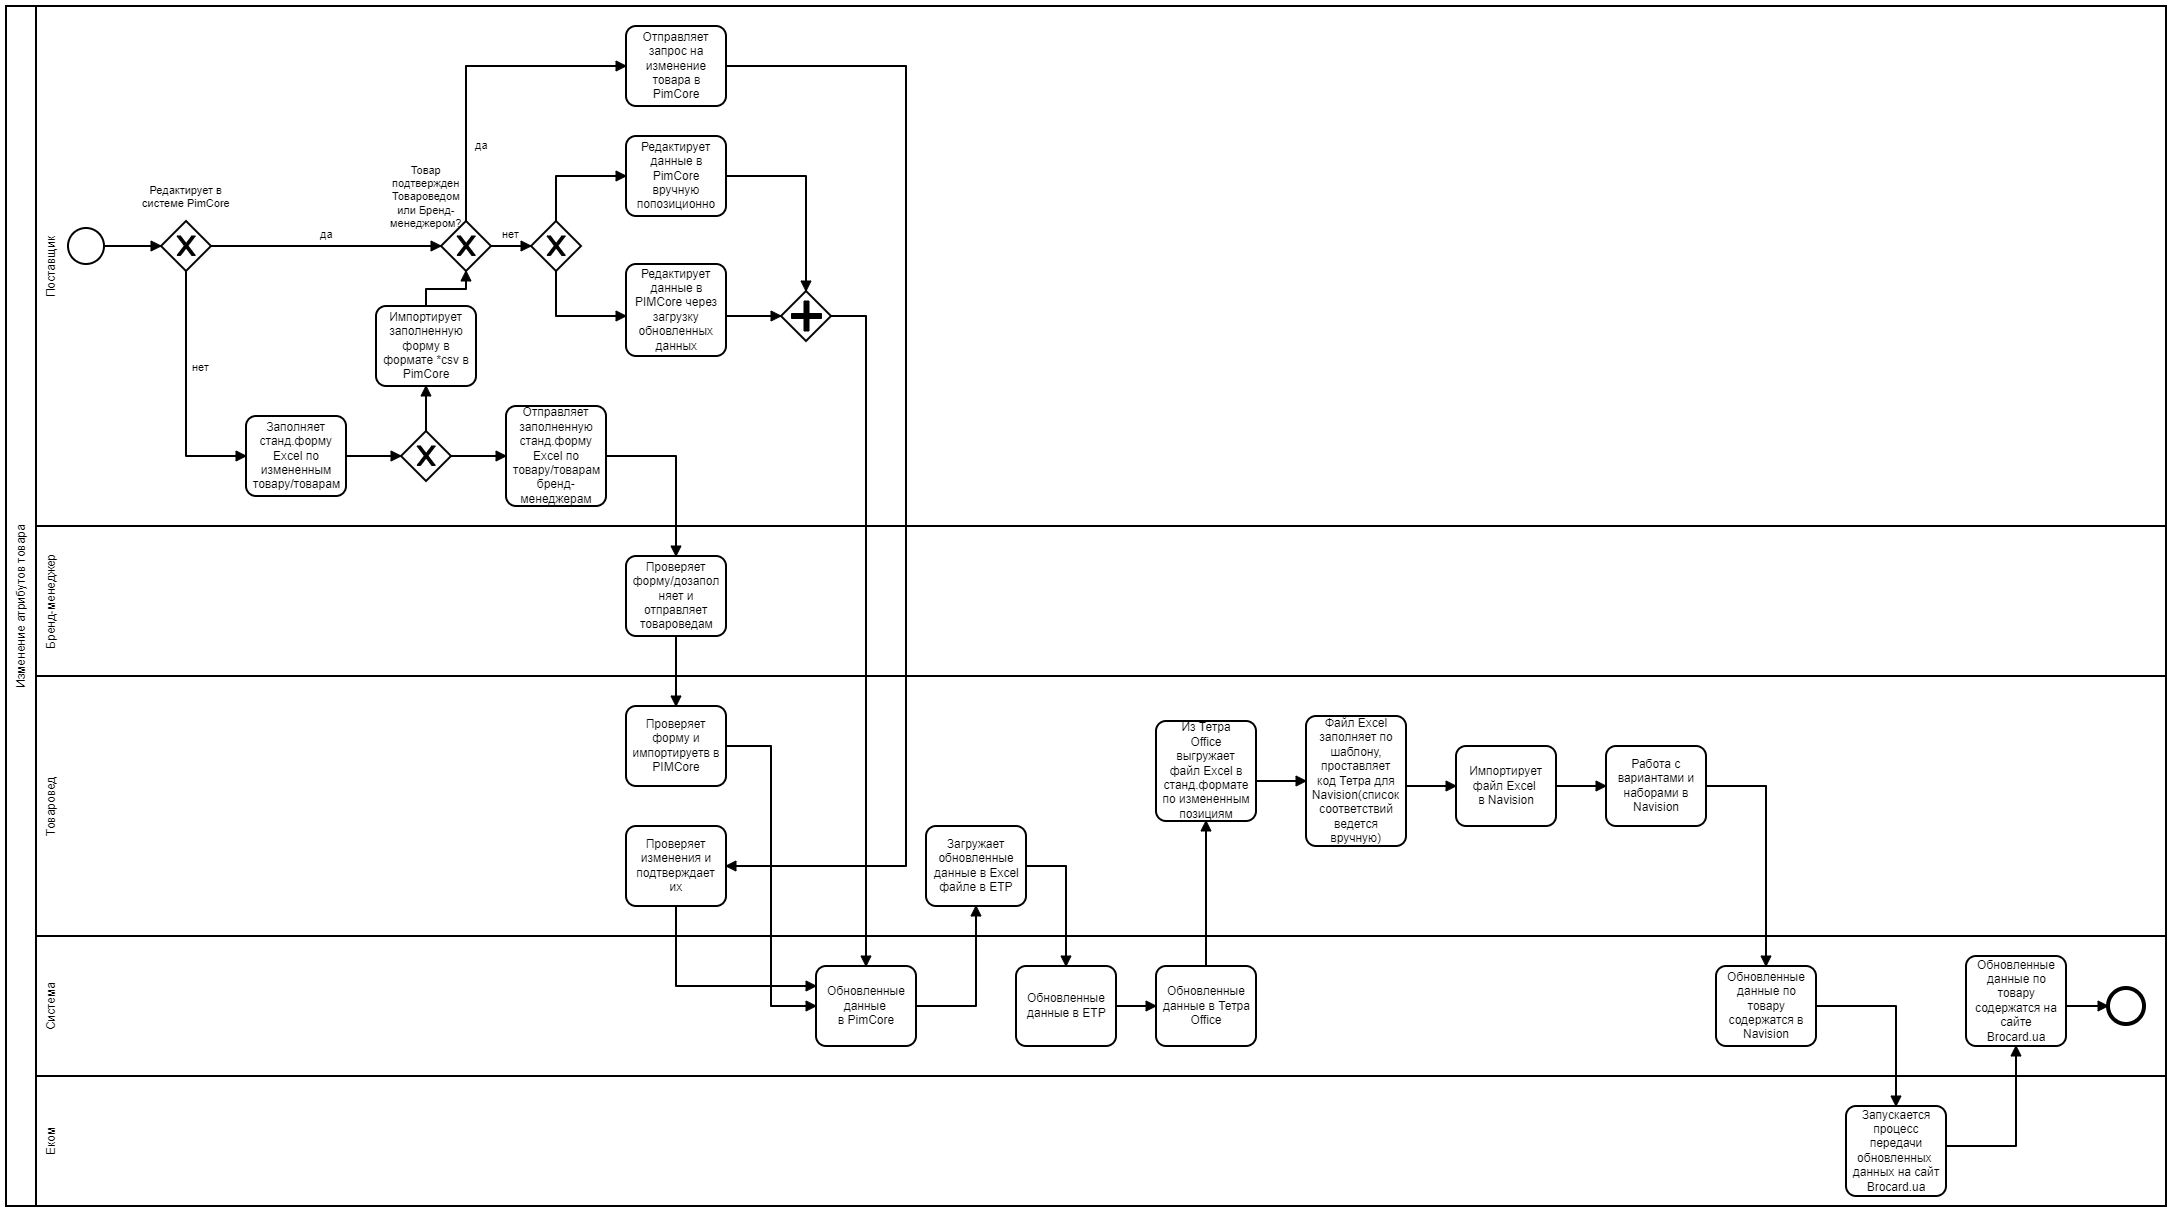 Изменение атрибутов товара
Поставщик
Редактирует в
системе PimCore
да
нет
Товар
подтвержден
Товароведом
или Бренд-
менеджером?
да
нет
Отправляет
запрос на
изменение
товара в
PimCore
Редактирует
данные в
PimCore
вручную
попозиционно
Редактирует
данные в
PIMCore через
загрузку
обновленных
данных
Импортирует
заполненную
форму в
формате *csv в
PimCore
Заполняет
станд.форму
Excel по
измененным
товару/товарам
Отправляет
заполненную
станд.форму
Excel по
товару/товарам
бренд-
менеджерам
Бренд-менеджер
Проверяет
форму/дозапол
няет и
отправляет
товароведам
Товаровед
Проверяет
форму и
импортируетв в
PIMCore
Проверяет
изменения и
подтверждает
их
Загружает
обновленные
данные в Excel
файле в ETP
Из Тетра
Office
выгружает
файл Excel в
станд.формате
по измененным
позициям
Файл Excel
заполняет по
шаблону,
проставляет
код Тетра для
Navision(список
соответствий
ведется
вручную)
Импортирует
файл Excel
в Navision
Работа с
вариантами и
наборами в
Navision
Система
Обновленные
данные
в PimCore
Обновленные
данные в ETP
Обновленные
данные в Тетра
Office
Обновленные
данные по
товару
содержатся в
Navision
Обновленные
данные по
товару
содержатся на
сайте
Brocard.ua
Еком
Запускается
процесс
передачи
обновленных
данных на сайт
Brocard.ua